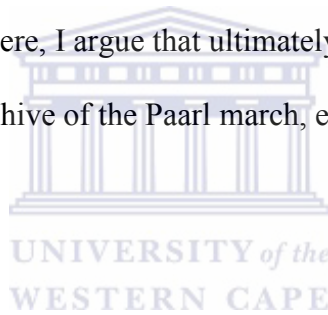 ere, I argue that ultimately
hive of the Paarl march, e
UNIVERSITY of the
WESTERN CAPE